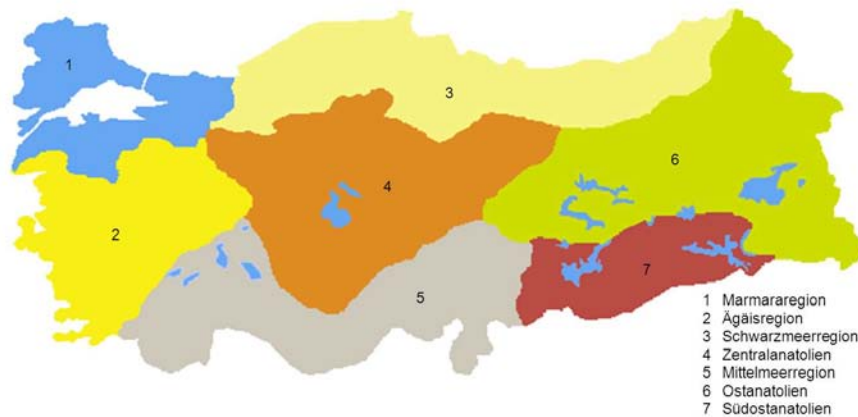 1
3
6
4
2
7
5
1 Marmararegion
2 Ägäisregion
3 Schwarzmeerregion
4 Zentralanatolien
5 Mittelmeerregion
6 Ostanatolien
7 Südostanatolien